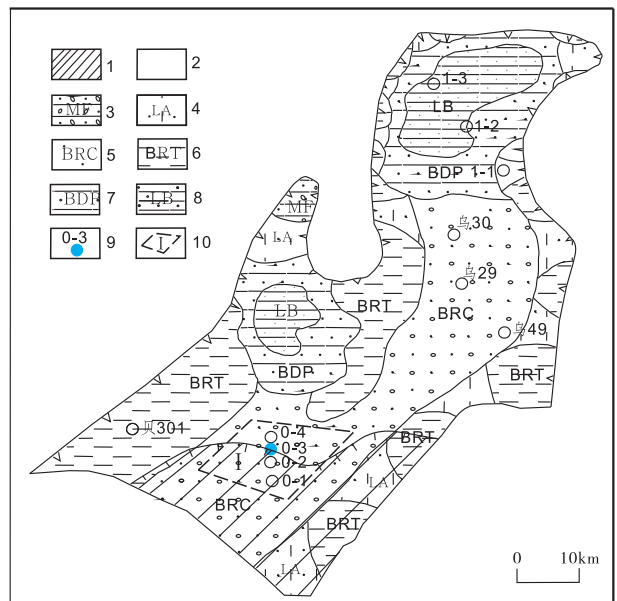 1 2
MF 3 LA 4
BRC 5 BRT 6
BDP 7 LB 8
0-3 9 I 10
1-3
LB
1-2
BDP 1-1
MF
乌30
LA
乌29
BRT
LB
BRC
乌49
BRT
BDP
BRT
贝301
0-4
BRT
0-3
I
0-2
LA
0-1
BRC
BRT
LA
0 10km